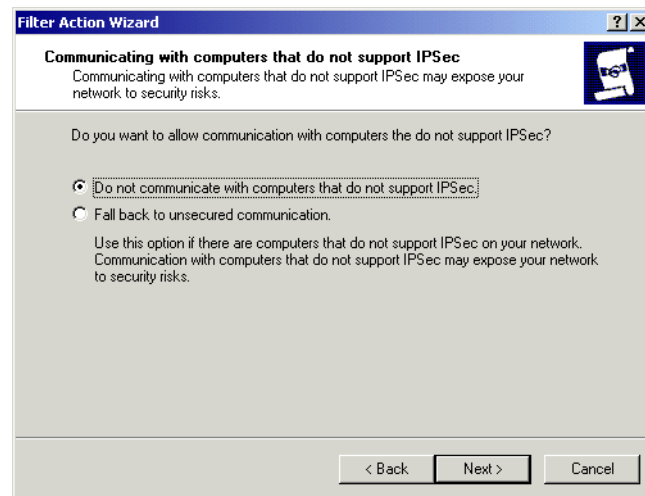 Filter Action Wizard
Communicating with computers that do not support IPSec
Communicating with computers that do not support IPSec may expose your
network to security risks.
Do you want to allow communication with computers the do not support IPSec?
Do not communicate with computers that do not support IPSec.
Fall back to unsecured communication.
Use this option if there are computers that do not support IPSec on your network.
Communication with computers that do not support IPSec may expose your network
to security risks.
< Back
Next >
Cancel